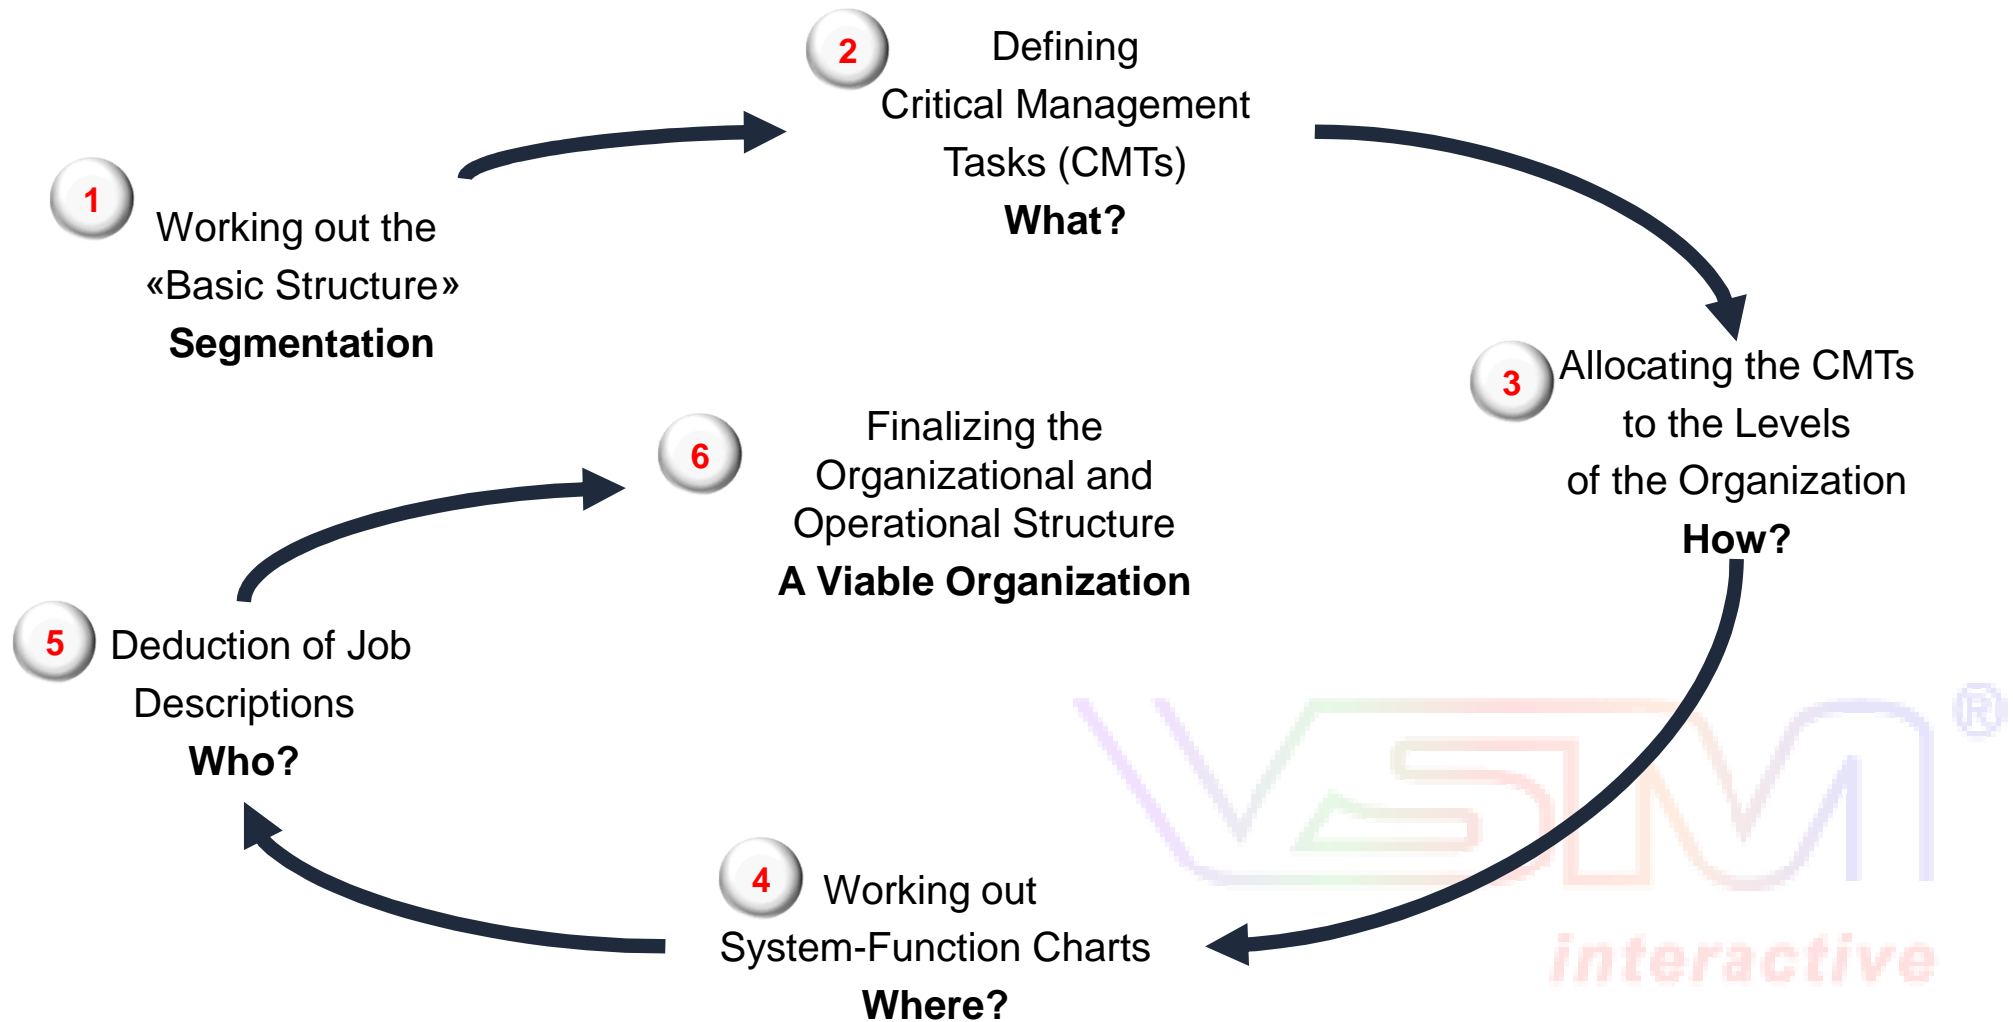 1
Working out the
«Basic Structure»
Segmentation
2
Defining
Critical Management
Tasks (CMTs)
What?
3
Allocating the CMTs
to the Levels
of the Organization
How?
4
Working out
System-Function Charts
Where?
5
Deduction of Job
Descriptions
Who?
6
Finalizing the
Organizational and
Operational Structure
A Viable Organization
VSM®
interactive